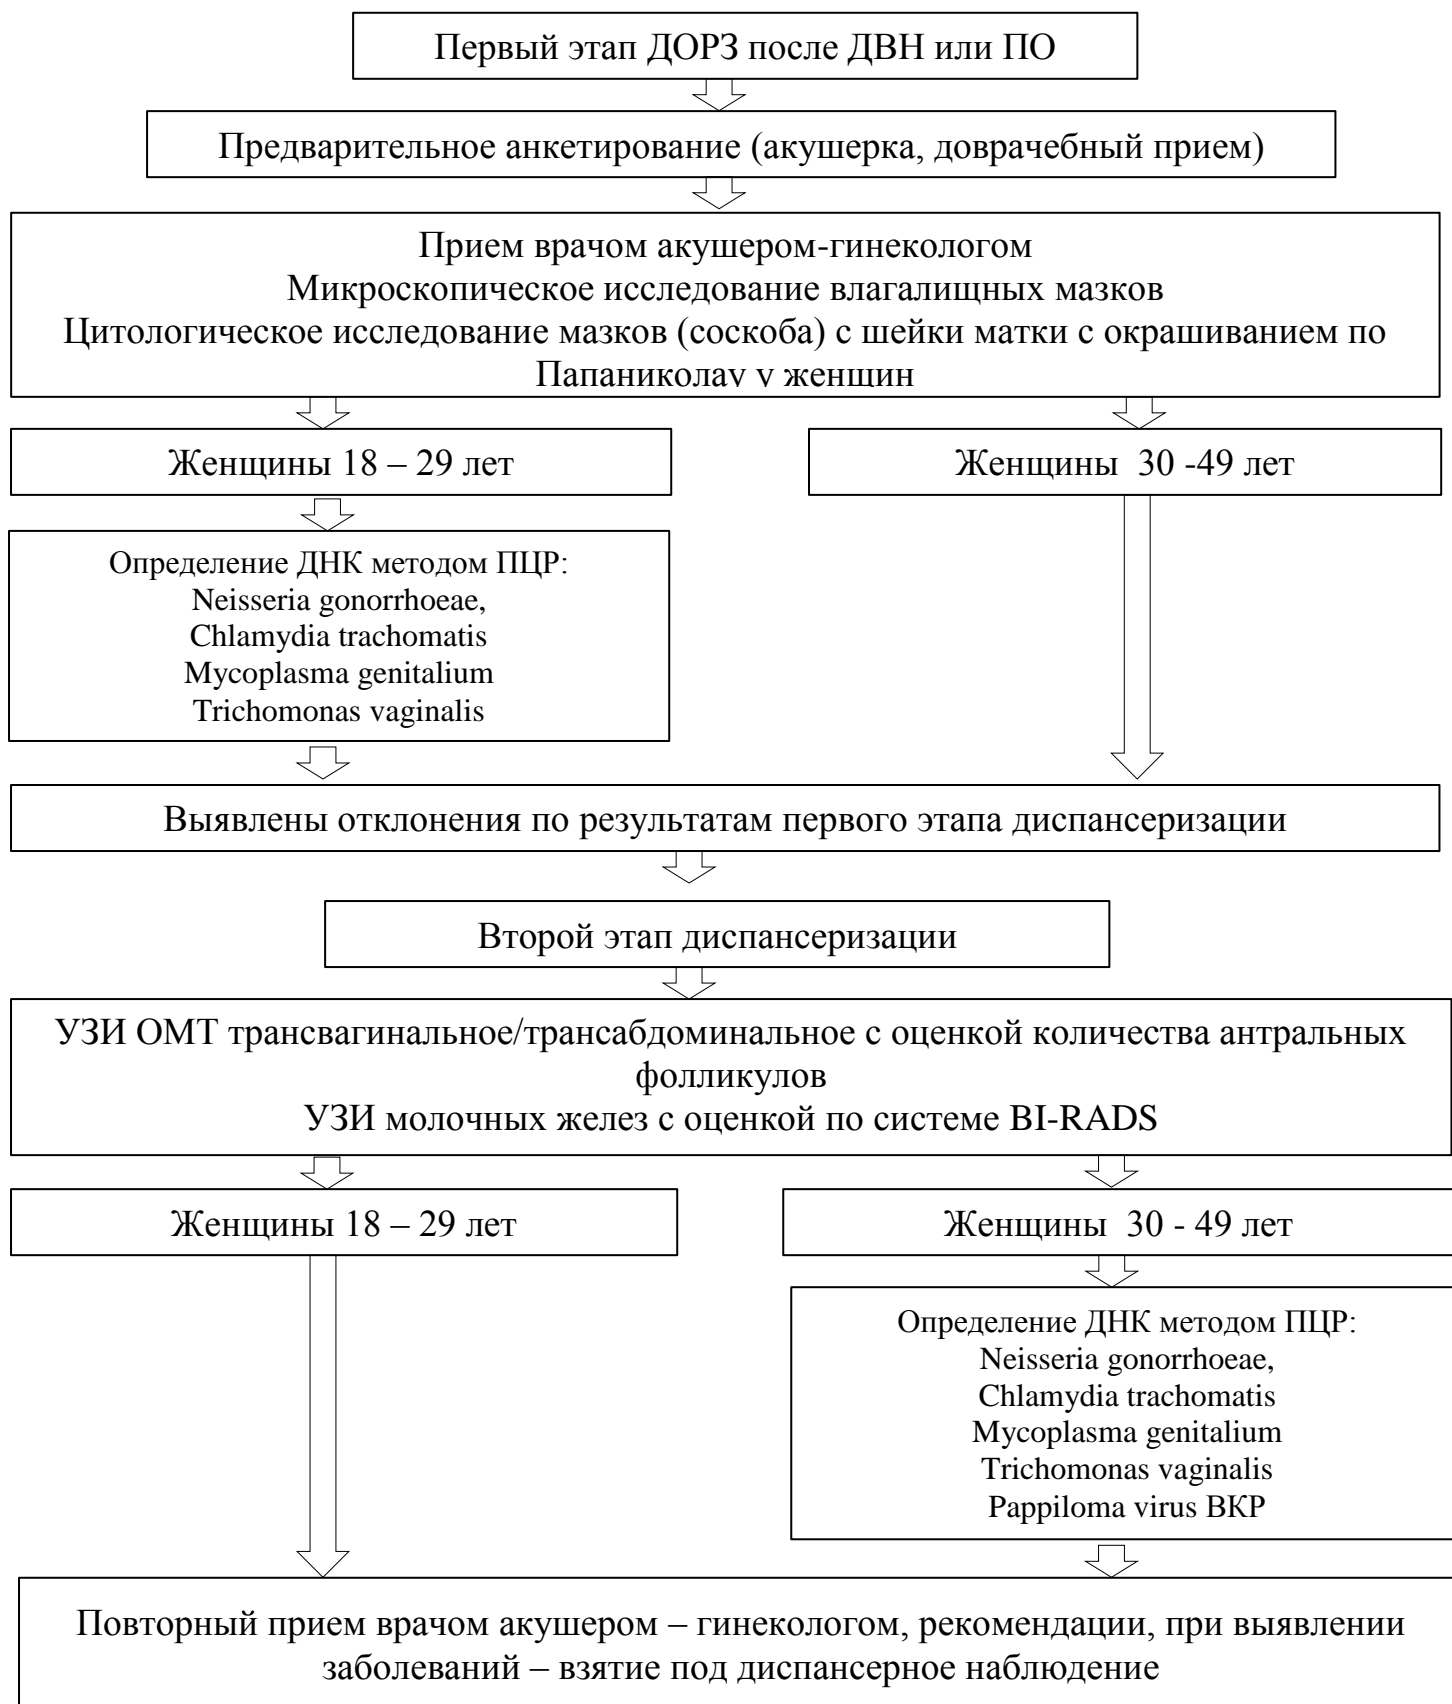 Первый этап ДОРЗ после ДВН или ПО
Предварительное анкетирование (акушерка, доврачебный прием)
Прием врачом акушером-гинекологом
Микроскопическое исследование влагалищных мазков
Цитологическое исследование мазков (соскоба) с шейки матки с окрашиванием по
Папаниколау у женщин
Женщины 18 – 29 лет
Женщины 30 -49 лет
Определение ДНК методом ПЦР:
Neisseria gonorrhoeae,
Chlamydia trachomatis
Mycoplasma genitalium
Trichomonas vaginalis
Выявлены отклонения по результатам первого этапа диспансеризации
Второй этап диспансеризации
УЗИ ОМТ трансвагинальное/трансабдоминальное с оценкой количества антральных
фолликулов
УЗИ молочных желез с оценкой по системе BI-RADS
Женщины 18 – 29 лет
Женщины 30 - 49 лет
Определение ДНК методом ПЦР:
Neisseria gonorrhoeae,
Chlamydia trachomatis
Mycoplasma genitalium
Trichomonas vaginalis
Pappiloma virus ВКР
Повторный прием врачом акушером – гинекологом, рекомендации, при выявлении
заболеваний – взятие под диспансерное наблюдение